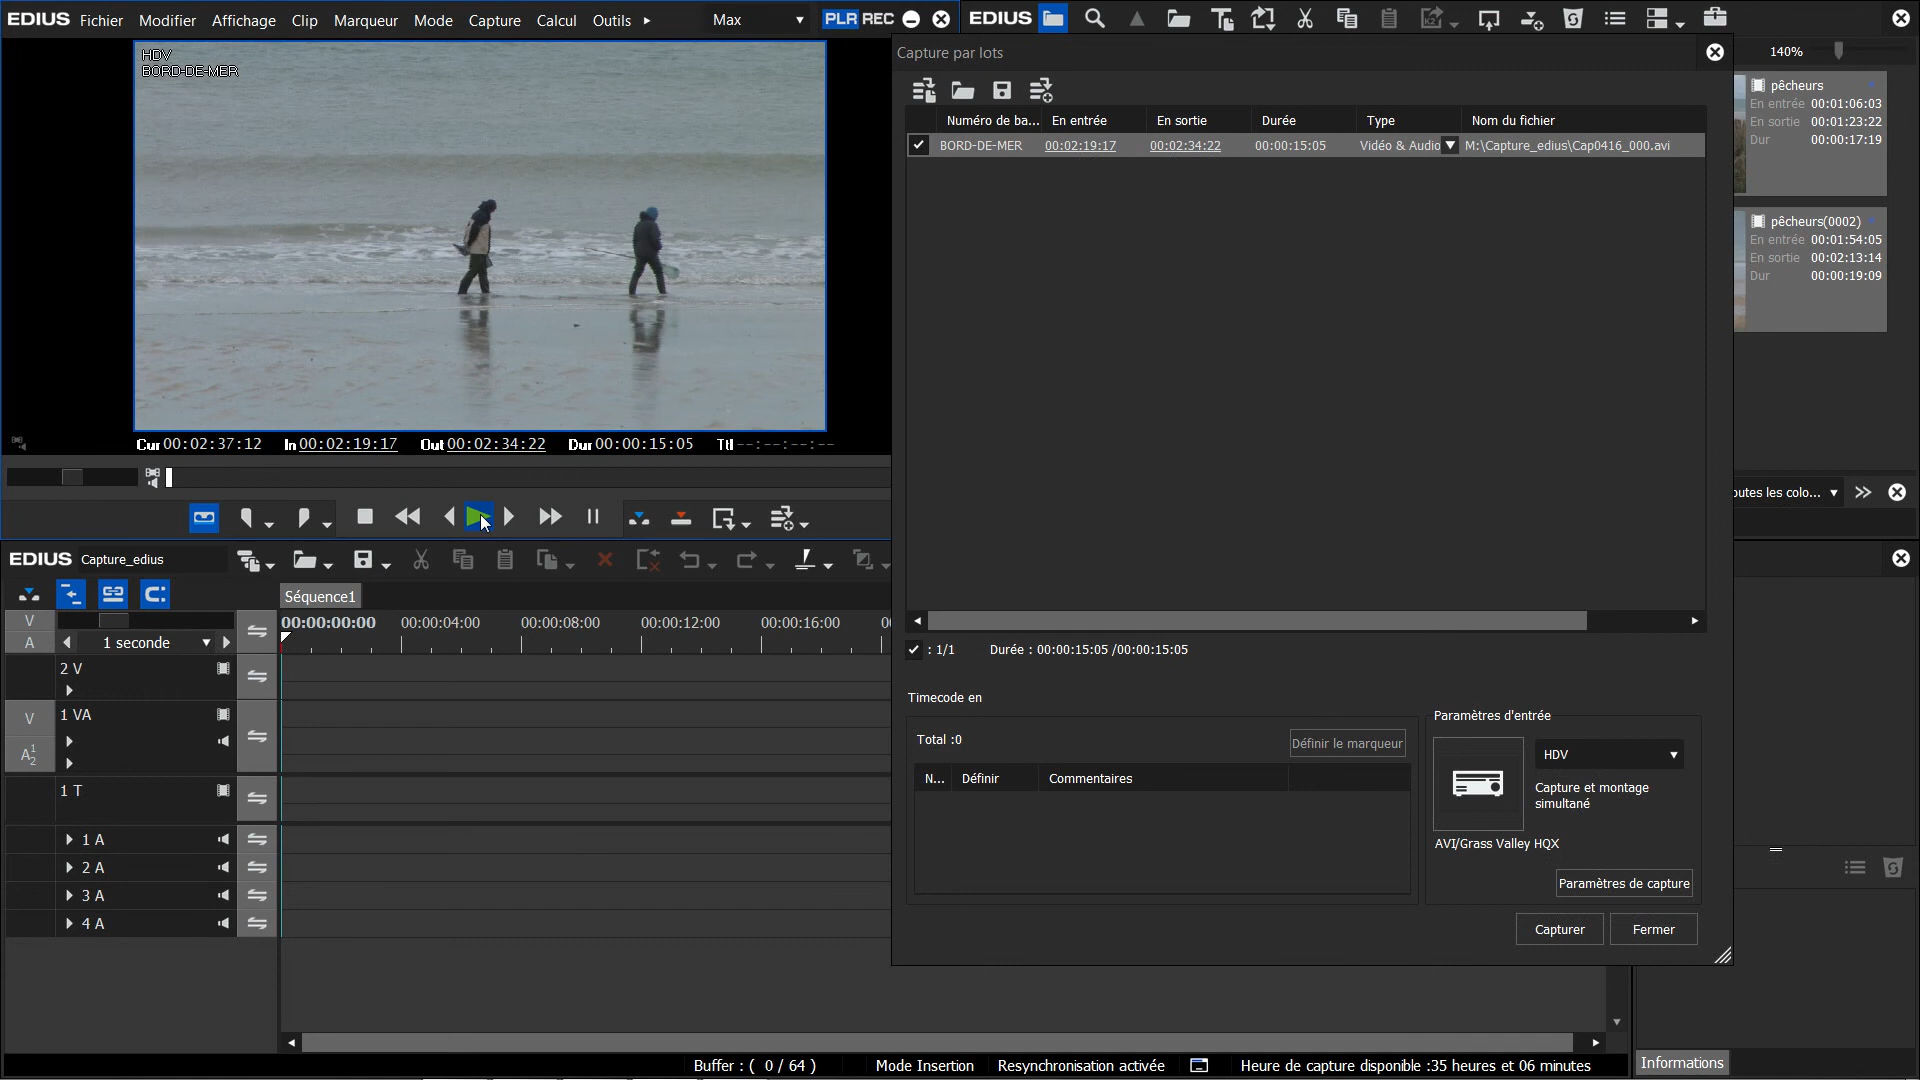 EDIUS Fichier Modifier Affichage Clip Marqueur Mode Capture Calcul Outils Max PLR REC
HDV
BORD-DE-MER
Cur 00:02:37:12 In 00:02:19:17 Out 00:02:34:22 Dur 00:00:15:05 Ttl --:--:--:--
EDIUS
140%
Capture par lots
Numéro de ba... En entrée En sortie Durée Type Nom du fichier
BORD-DE-MER 00:02:19:17 00:02:34:22 00:00:15:05 Vidéo & Audio M:\Capture_edius\Cap0416_000.avi
: 1/1 Durée : 00:00:15:05 /00:00:15:05
Timecode en
Total :0
Définir le marqueur
N... Définir Commentaires
Paramètres d'entrée
HDV
Capture et montage
simultané
AVI/Grass Valley HQX
Paramètres de capture
Capturer Fermer
pêcheurs
En entrée 00:01:06:03
En sortie 00:01:23:22
Dur 00:00:17:19
pêcheurs(0002)
En entrée 00:01:54:05
En sortie 00:02:13:14
Dur 00:00:19:09
outes les colo...
EDIUS Capture_edius
Séquence1
V
A
1 seconde
00:00:00:00 00:00:04:00 00:00:08:00 00:00:12:00 00:00:16:00
2 V
V
1 VA
A 1 2
1 T
1 A
2 A
3 A
4 A
Buffer : ( 0 / 64 ) Mode Insertion Resynchronisation activée Heure de capture disponible :35 heures et 06 minutes
Informations